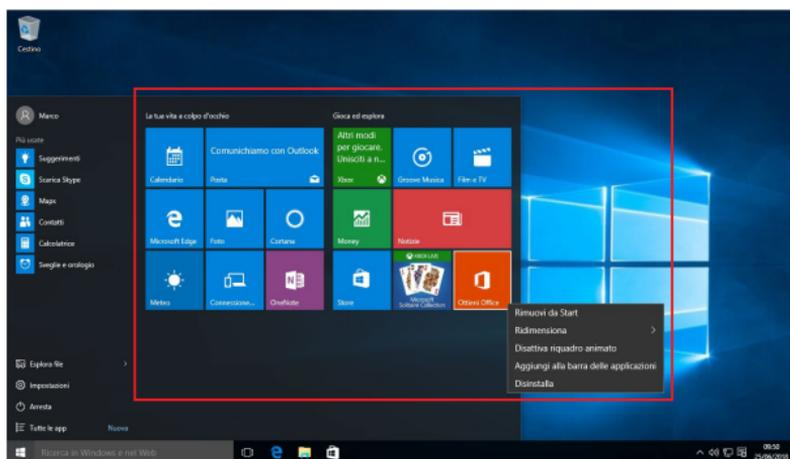 Cestino
Marco
Più usate
Suggerimenti
Scarica Skype
Maps
Contatti
Calcolatrice
Sveglie e orologio
Esplora file
Impostazioni
Arresta
Tutte le app
Nuova
La tua vita a colpo d'occhio
Calendario
Comunichiamo con Outlook
Posta
Microsoft Edge
Foto
Cortana
Meteo
Connessione...
OneNote
Gioca ed esplora
Altri modi
per giocare.
Unisciti a n...
Xbox
Groove Musica
Film e TV
Money
Notizie
Store
XBOX LIVE
Microsoft
Solitaire Collection
Ottieni Office
Rimuovi da Start
Ridimensiona
Disattiva riquadro animato
Aggiungi alla barra delle applicazioni
Disinstalla
Ricerca in Windows e nel Web
09:50
25/06/2018